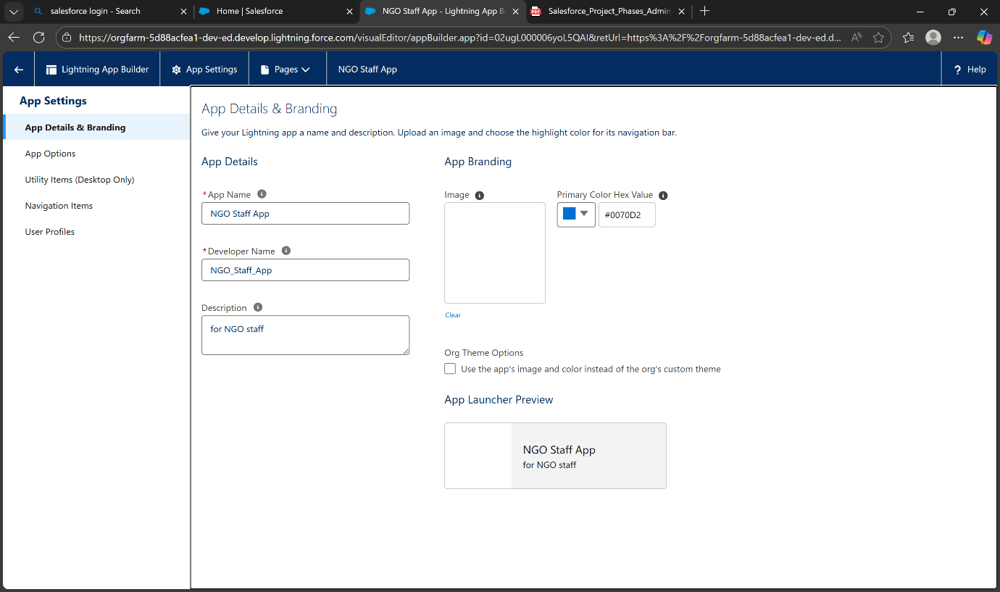 salesforce login - Search
Home | Salesforce
NGO Staff App - Lightning App B
Salesforce_Project_Phases_Admin
https://orgfarm-5d88acfea1-dev-ed.develop.lightning.force.com/visualEditor/appBuilder.app?id=02ugL000006yoL5QAI&retUrl=https%3A%2F%2Forgfarm-5d88acfea1-dev-ed.d...
Lightning App Builder
App Settings
Pages
NGO Staff App
? Help
App Settings
App Details & Branding
App Options
Utility Items (Desktop Only)
Navigation Items
User Profiles
App Details & Branding
Give your Lightning app a name and description. Upload an image and choose the highlight color for its navigation bar.
App Details
App Branding
*App Name
NGO Staff App
*Developer Name
NGO_Staff_App
Description
for NGO staff
Image
Primary Color Hex Value
#0070D2
Clear
Org Theme Options
Use the app's image and color instead of the org's custom theme
App Launcher Preview
NGO Staff App
for NGO staff